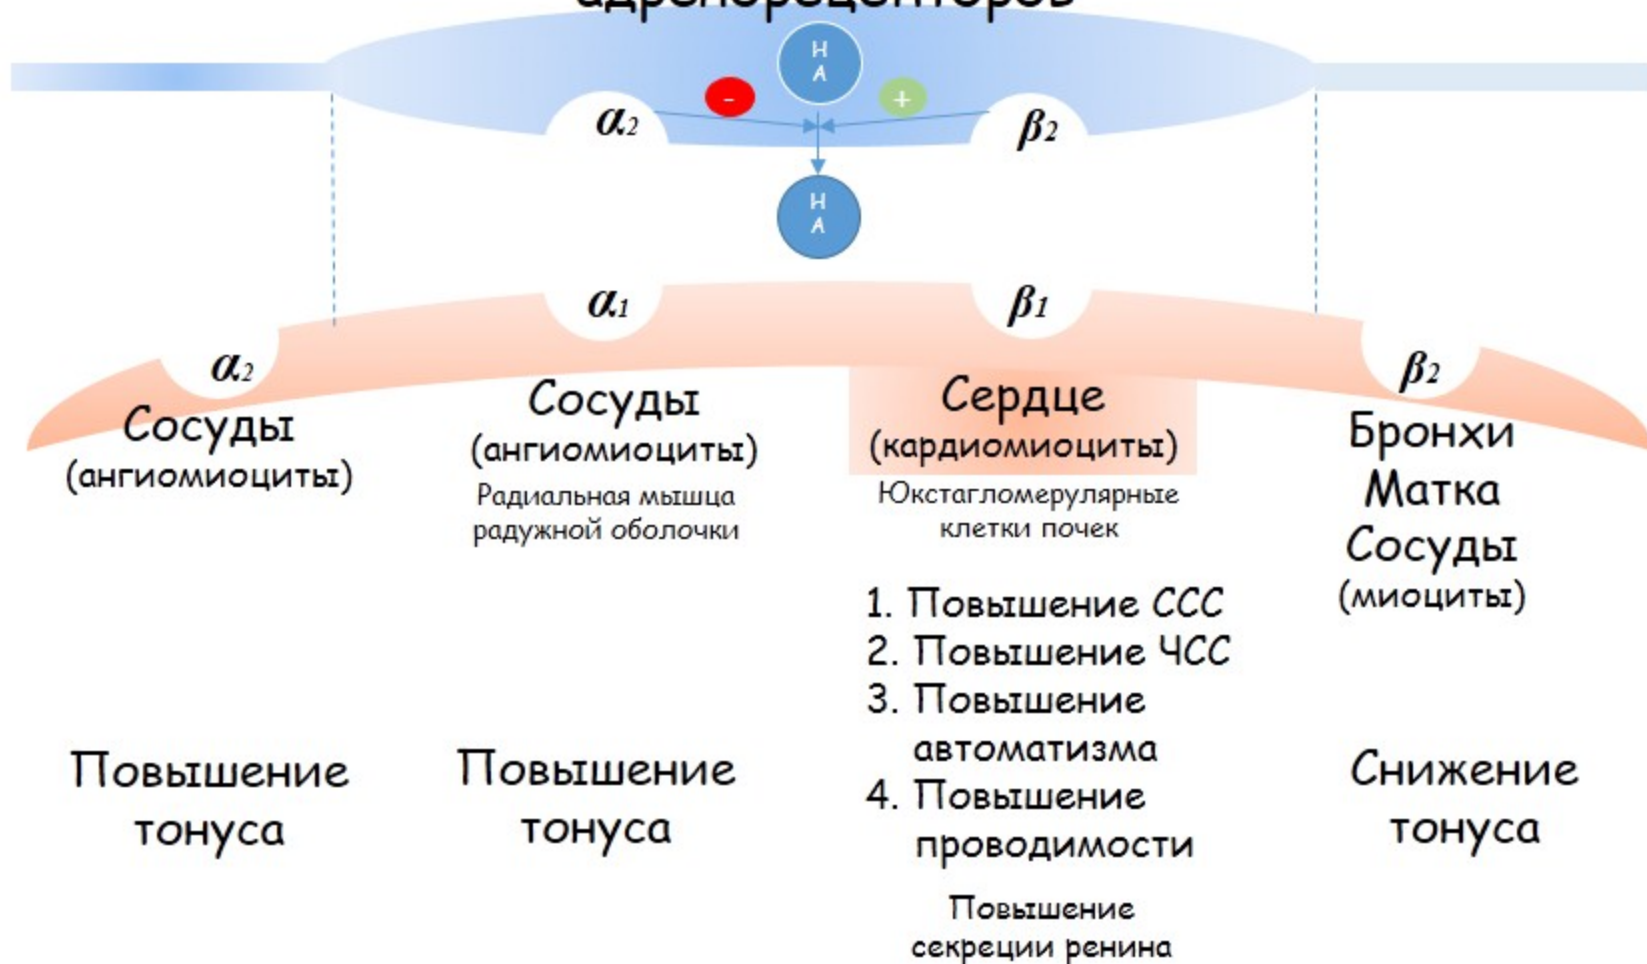 адренорецепторов
Н
А
-
+
α2
β2
Н
А
α1
β1
α2
β2
Сосуды
(ангиомиоциты)
Сосуды
(ангиомиоциты)
Радиальная мышца
радужной оболочки
Сердце
(кардиомиоциты)
Юкстагломерулярные
клетки почек
Бронхи
Матка
Сосуды
(миоциты)
Повышение
тонуса
Повышение
тонуса
1. Повышение ССС
2. Повышение ЧСС
3. Повышение
автоматизма
4. Повышение
проводимости
Повышение
секреции ренина
Снижение
тонуса